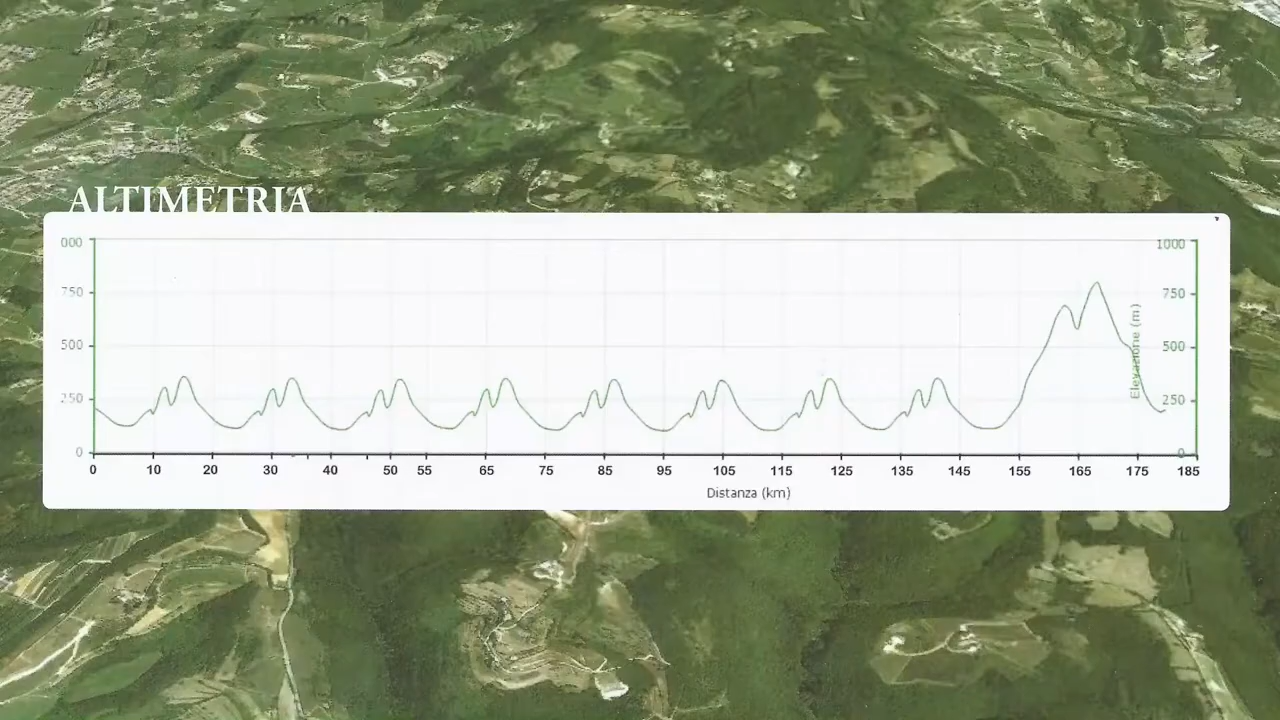 ALTIMETRIA
000 1000
750 750
500 500
250 250
0 0
Elevazione (m)
0 10 20 30 40 50 55 65 75 85 95 105 115 125 135 145 155 165 175 185
Distanza (km)